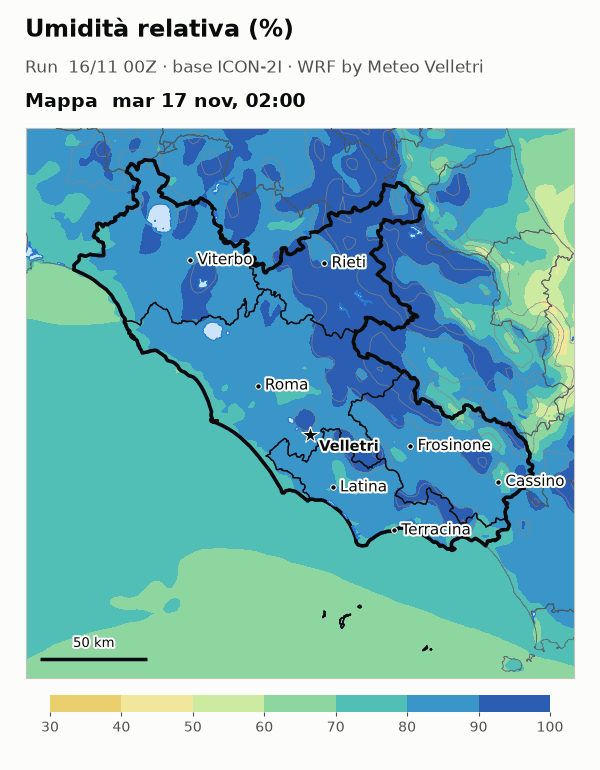 Umidità relativa (%)
Run  16/11 00Z · base ICON-2I · WRF by Meteo Velletri
Mappa  mar 17 nov, 02:00
Viterbo
Rieti
Roma
Velletri
Frosinone
Latina
Cassino
Terracina
50 km
30 40 50 60 70 80 90 100